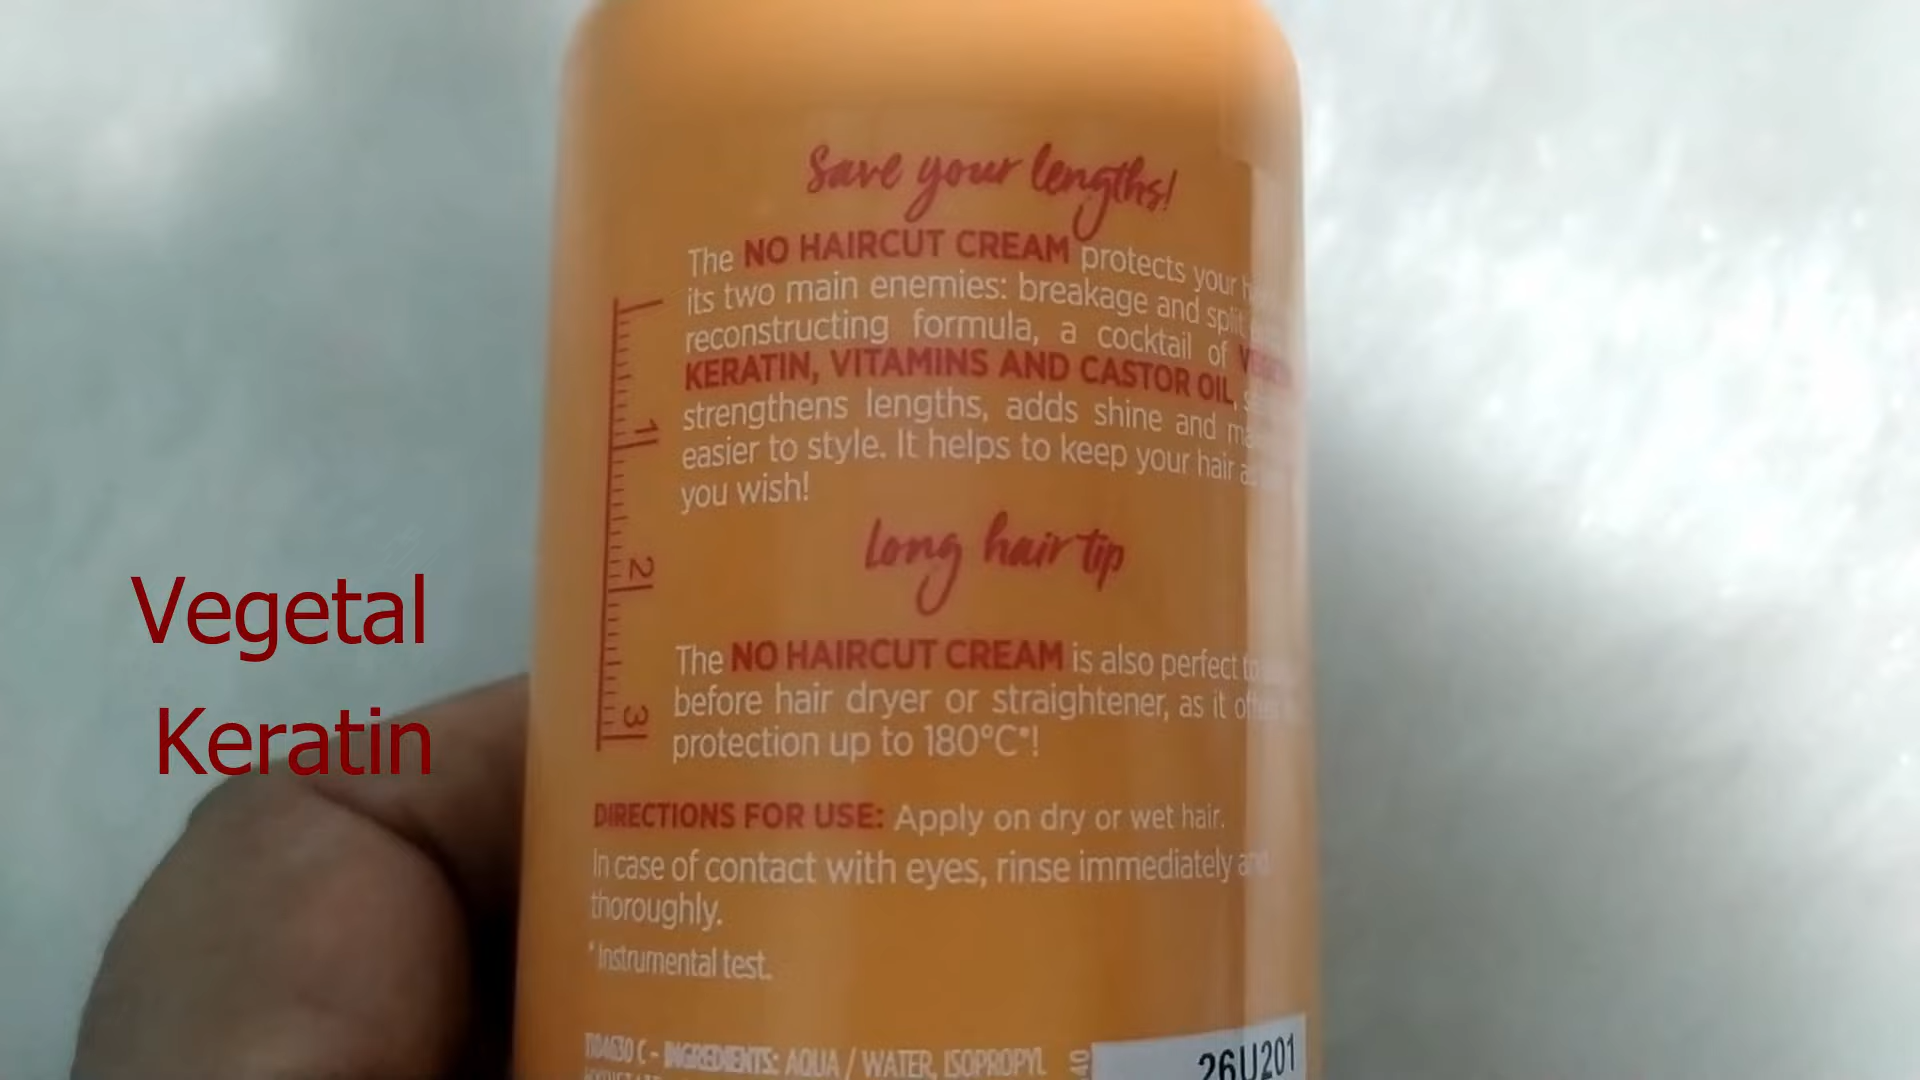 Save your lengths!
The NO HAIRCUT CREAM protects your
its two main enemies: breakage and split
reconstructing formula, a cocktail of
KERATIN, VITAMINS AND CASTOR OIL,
strengthens lengths, adds shine and
easier to style. It helps to keep your hair
you wish!
1
2
3
Long hair tip
The NO HAIRCUT CREAM is also perfect to
before hair dryer or straightener, as it
protection up to 180°C*!
DIRECTIONS FOR USE: Apply on dry or wet hair.
In case of contact with eyes, rinse immediately and
thoroughly.
* Instrumental test.
C - INGREDIENTS: AQUA / WATER, ISOPROPYL
26U201
Vegetal
Keratin